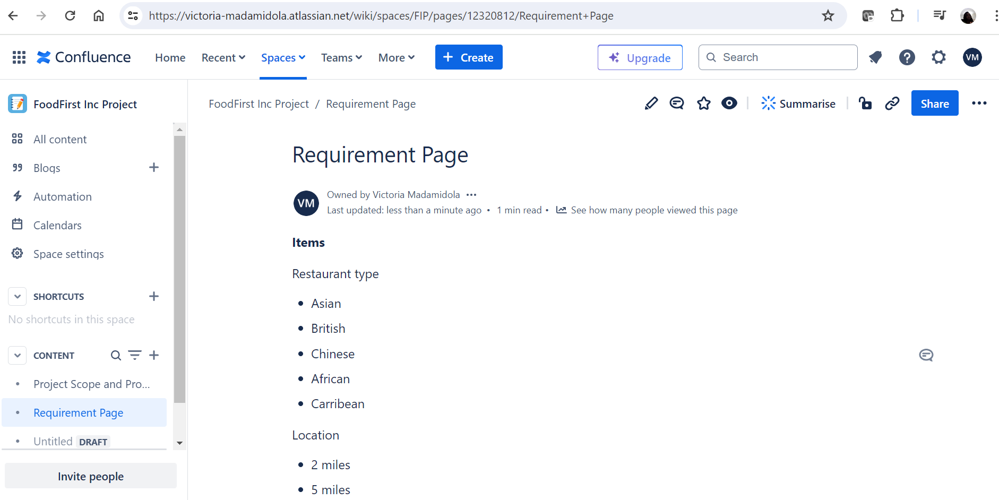 https://victoria-madamidola.atlassian.net/wiki/spaces/FIP/pages/12320812/Requirement+Page
Confluence Home Recent Spaces Teams More + Create Upgrade Search VM
FoodFirst Inc Project
All content
Blogs
Automation
Calendars
Space settings
SHORTCUTS
No shortcuts in this space
CONTENT
Project Scope and Pro...
Requirement Page
Untitled DRAFT
Invite people
FoodFirst Inc Project / Requirement Page Summarise Share
Requirement Page
VM
Owned by Victoria Madamidola
Last updated: less than a minute ago • 1 min read • See how many people viewed this page
Items
Restaurant type
• Asian
• British
• Chinese
• African
• Carribean
Location
• 2 miles
• 5 miles